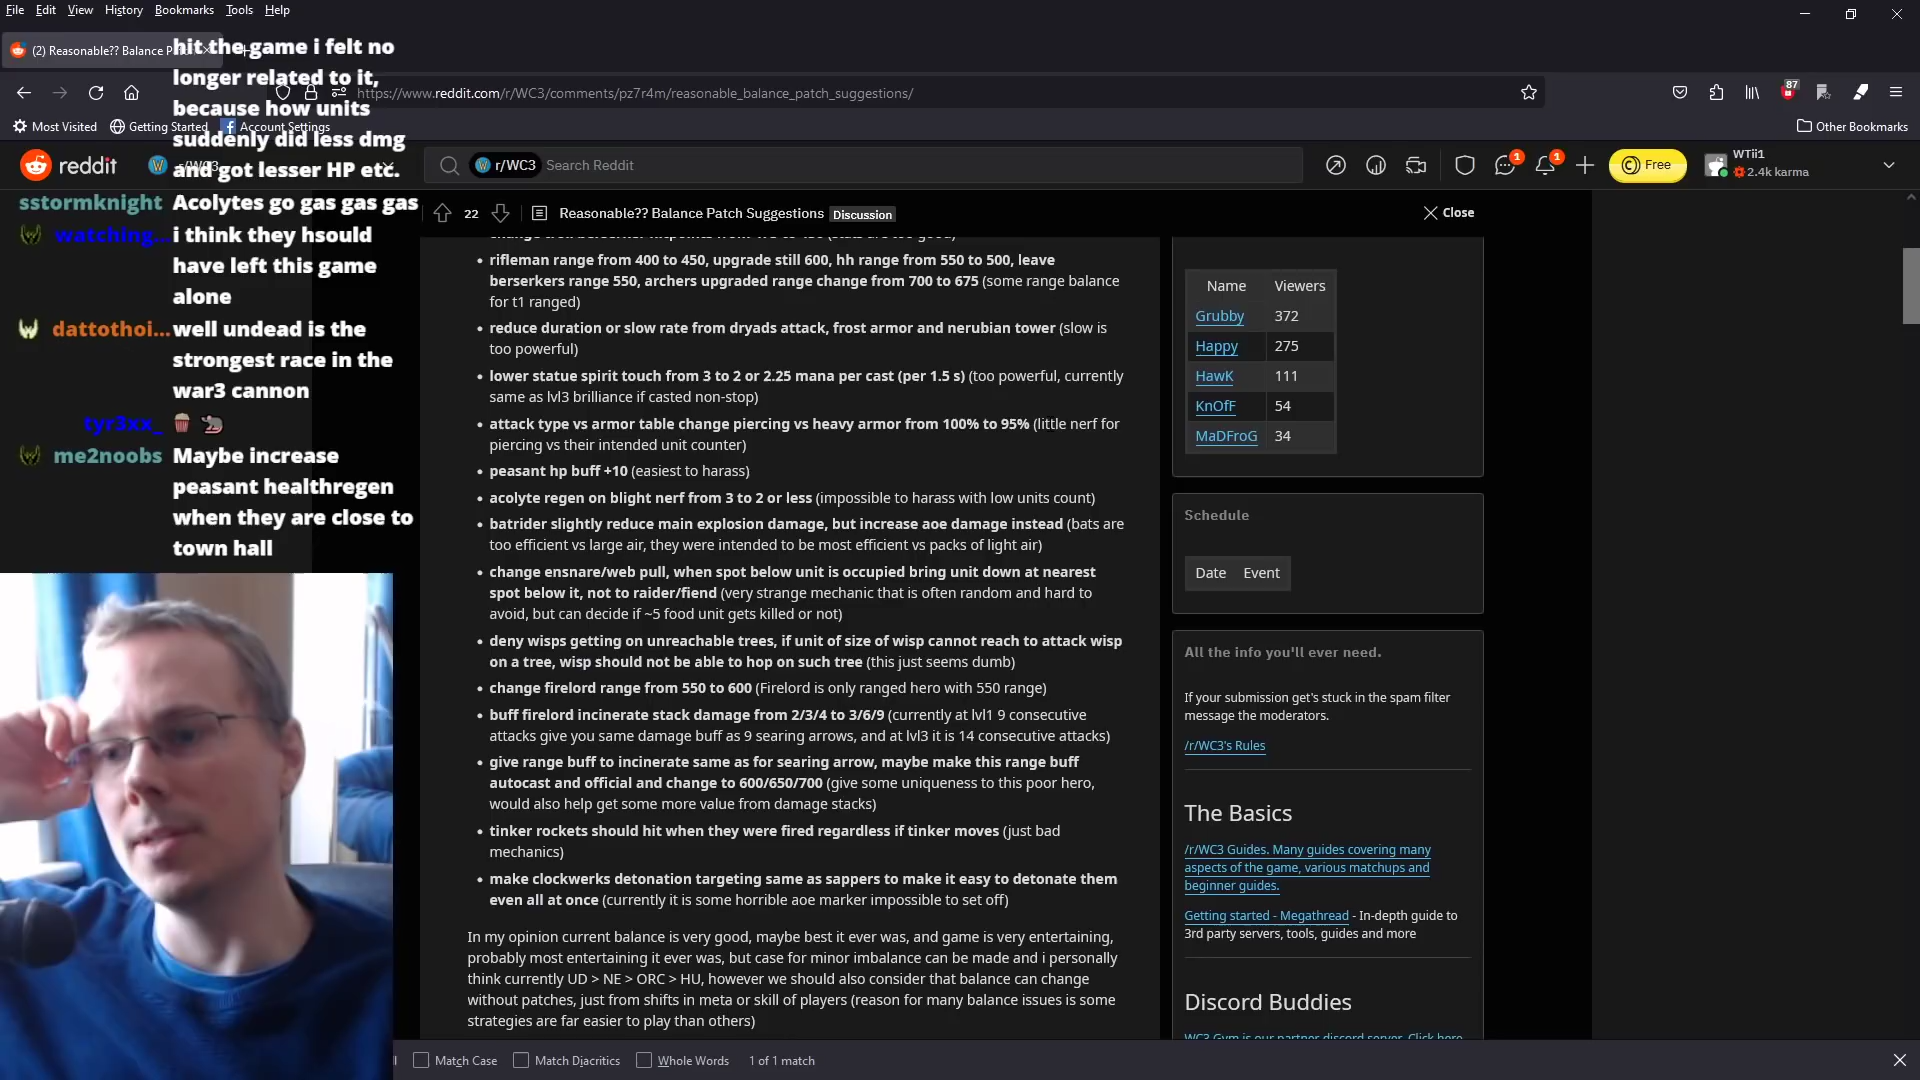 File Edit View History Bookmarks Tools Help
(2) Reasonable?? Balance P
https://www.reddit.com/r/WC3/comments/pz7r4m/reasonable_balance_patch_suggestions/
87
Most Visited Getting Started Account Settings
Other Bookmarks
reddit
r/WC3 Search Reddit
1 1 Free
WTii1
2.4k karma
hit the game i felt no
longer related to it,
because how units
suddenly did less dmg
and got lesser HP etc.
sstormknight Acolytes go gas gas gas
watching... i think they hsould
have left this game
alone
dattothoi... well undead is the
strongest race in the
war3 cannon
tyr3xx_
me2noobs Maybe increase
peasant healthregen
when they are close to
town hall
22 Reasonable?? Balance Patch Suggestions Discussion
Close
• rifleman range from 400 to 450, upgrade still 600, hh range from 550 to 500, leave
berserkers range 550, archers upgraded range change from 700 to 675 (some range balance
for t1 ranged)
• reduce duration or slow rate from dryads attack, frost armor and nerubian tower (slow is
too powerful)
• lower statue spirit touch from 3 to 2 or 2.25 mana per cast (per 1.5 s) (too powerful, currently
same as lvl3 brilliance if casted non-stop)
• attack type vs armor table change piercing vs heavy armor from 100% to 95% (little nerf for
piercing vs their intended unit counter)
• peasant hp buff +10 (easiest to harass)
• acolyte regen on blight nerf from 3 to 2 or less (impossible to harass with low units count)
• batrider slightly reduce main explosion damage, but increase aoe damage instead (bats are
too efficient vs large air, they were intended to be most efficient vs packs of light air)
• change ensnare/web pull, when spot below unit is occupied bring unit down at nearest
spot below it, not to raider/fiend (very strange mechanic that is often random and hard to
avoid, but can decide if ~5 food unit gets killed or not)
• deny wisps getting on unreachable trees, if unit of size of wisp cannot reach to attack wisp
on a tree, wisp should not be able to hop on such tree (this just seems dumb)
• change firelord range from 550 to 600 (Firelord is only ranged hero with 550 range)
• buff firelord incinerate stack damage from 2/3/4 to 3/6/9 (currently at lvl1 9 consecutive
attacks give you same damage buff as 9 searing arrows, and at lvl3 it is 14 consecutive attacks)
• give range buff to incinerate same as for searing arrow, maybe make this range buff
autocast and official and change to 600/650/700 (give some uniqueness to this poor hero,
would also help get some more value from damage stacks)
• tinker rockets should hit when they were fired regardless if tinker moves (just bad
mechanics)
• make clockwerks detonation targeting same as sappers to make it easy to detonate them
even all at once (currently it is some horrible aoe marker impossible to set off)
In my opinion current balance is very good, maybe best it ever was, and game is very entertaining,
probably most entertaining it ever was, but case for minor imbalance can be made and i personally
think currently UD > NE > ORC > HU, however we should also consider that balance can change
without patches, just from shifts in meta or skill of players (reason for many balance issues is some
strategies are far easier to play than others)
Name Viewers
Grubby 372
Happy 275
HawK 111
KnOfF 54
MaDFroG 34
Schedule
Date Event
All the info you'll ever need.
If your submission get's stuck in the spam filter
message the moderators.
/r/WC3's Rules
The Basics
/r/WC3 Guides. Many guides covering many
aspects of the game, various matchups and
beginner guides.
Getting started - Megathread - In-depth guide to
3rd party servers, tools, guides and more
Discord Buddies
WC3 Gym is our partner discord server. Click here
Match Case Match Diacritics Whole Words 1 of 1 match